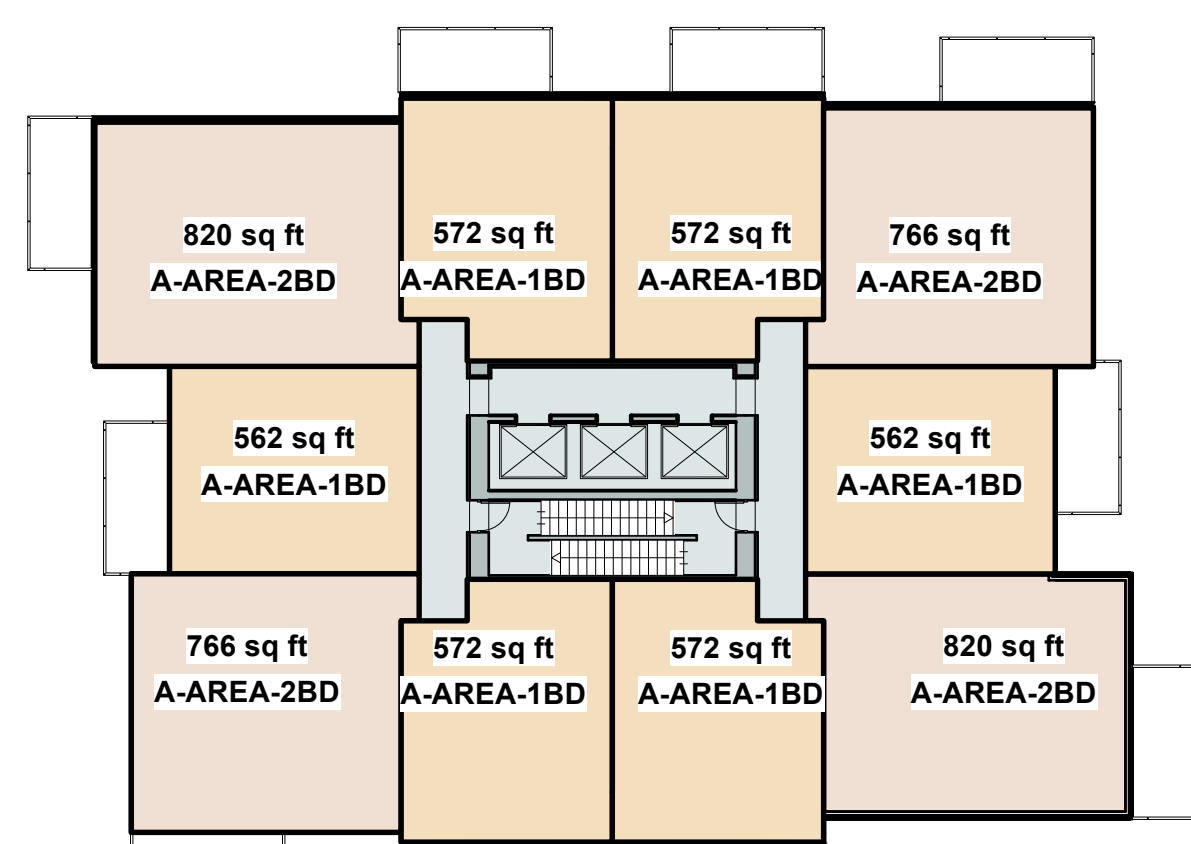 820 sq ft
A-AREA-2BD
572 sq ft
A-AREA-1BD
572 sq ft
A-AREA-1BD
766 sq ft
A-AREA-2BD
562 sq ft
A-AREA-1BD
562 sq ft
A-AREA-1BD
766 sq ft
A-AREA-2BD
572 sq ft
A-AREA-1BD
572 sq ft
A-AREA-1BD
820 sq ft
A-AREA-2BD